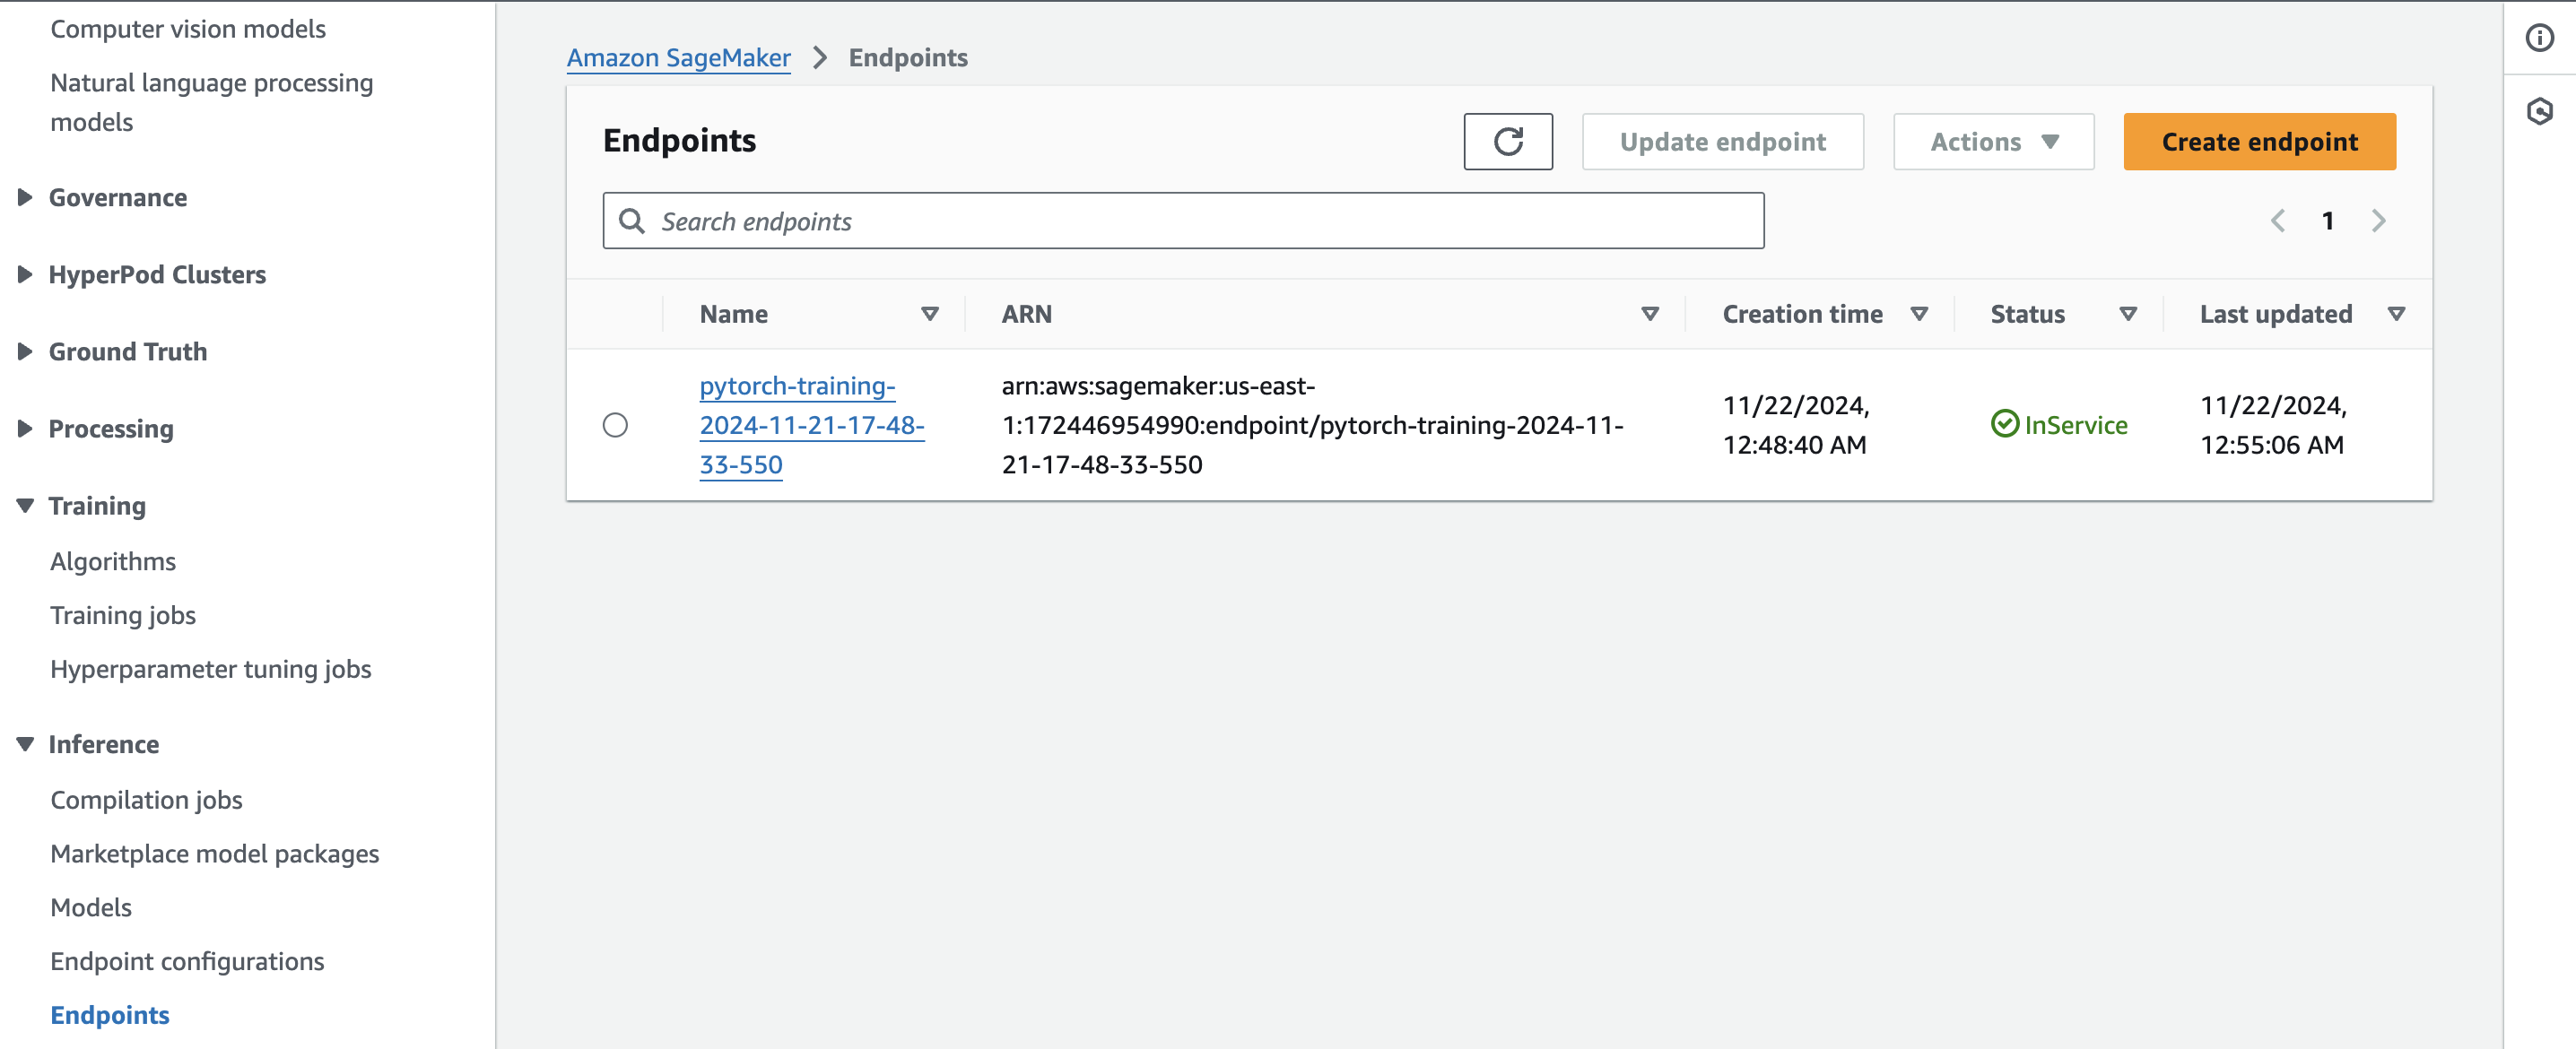 Computer vision models
Natural language processing
models
Governance
HyperPod Clusters
Ground Truth
Processing
Training
Algorithms
Training jobs
Hyperparameter tuning jobs
Inference
Compilation jobs
Marketplace model packages
Models
Endpoint configurations
Endpoints
Amazon SageMaker > Endpoints
Endpoints
Update endpoint
Actions
Create endpoint
Search endpoints
1
Name ARN Creation time Status Last updated
pytorch-training-
2024-11-21-17-48-
33-550
arn:aws:sagemaker:us-east-
1:172446954990:endpoint/pytorch-training-2024-11-
21-17-48-33-550
11/22/2024,
12:48:40 AM
InService
11/22/2024,
12:55:06 AM